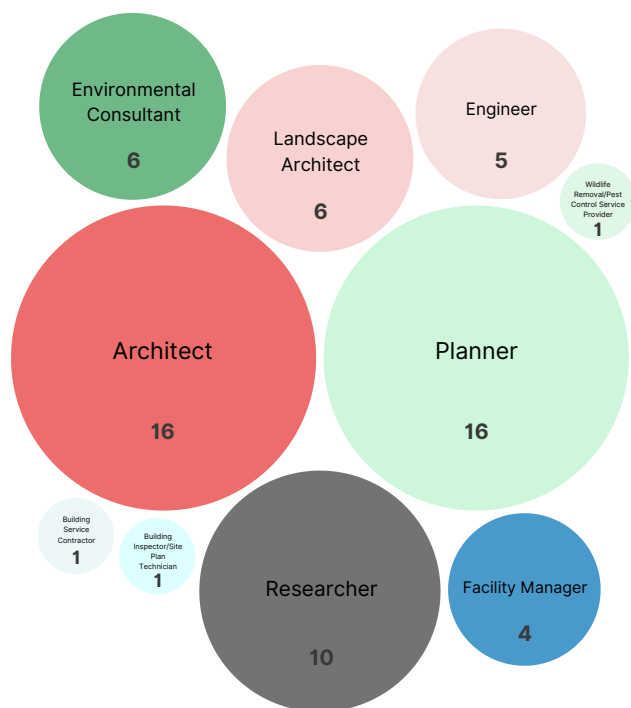 Environmental
Consultant
6
Landscape
Architect
6
Engineer
5
Wildlife
Removal/Pest
Control Service
Provider
1
Architect
16
Planner
16
Building
Service
Contractor
1
Building
Inspector/Site
Plan
Technician
1
Researcher
10
Facility Manager
4